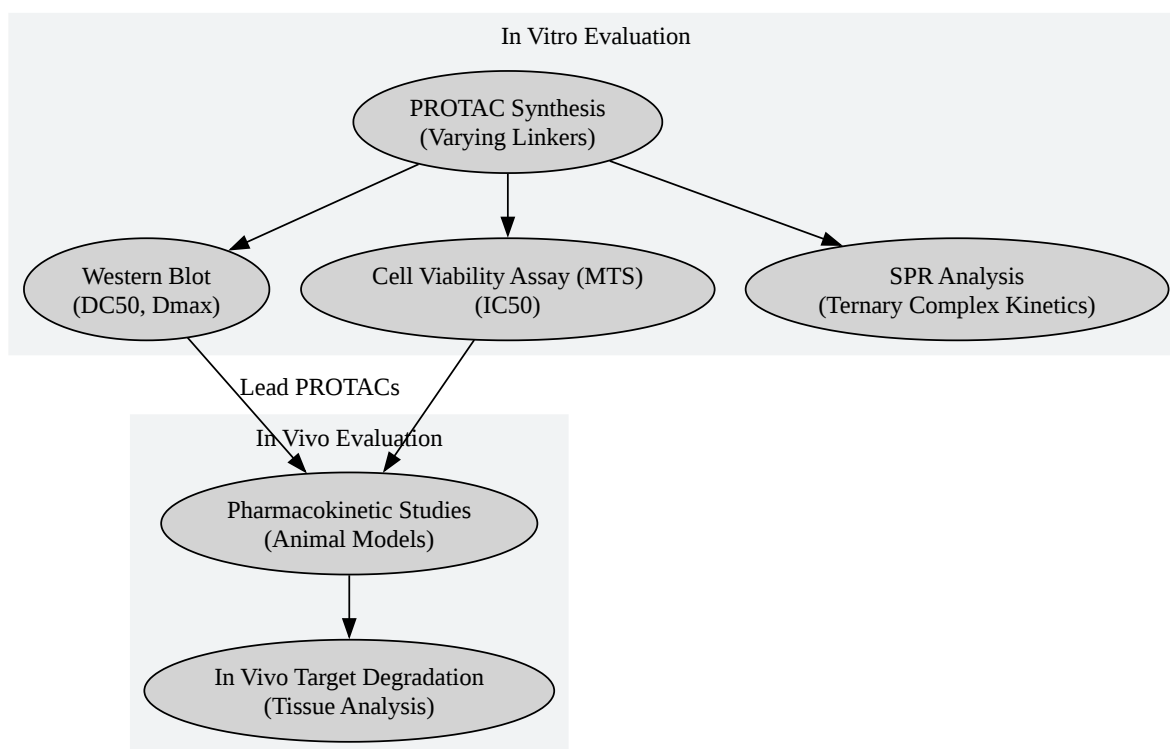 In Vitro Evaluation
PROTAC Synthesis
(Varying Linkers)
Western Blot
(DC50, Dmax)
Cell Viability Assay (MTS)
(IC50)
SPR Analysis
(Ternary Complex Kinetics)
Lead PROTACs
In Vivo Evaluation
Pharmacokinetic Studies
(Animal Models)
In Vivo Target Degradation
(Tissue Analysis)